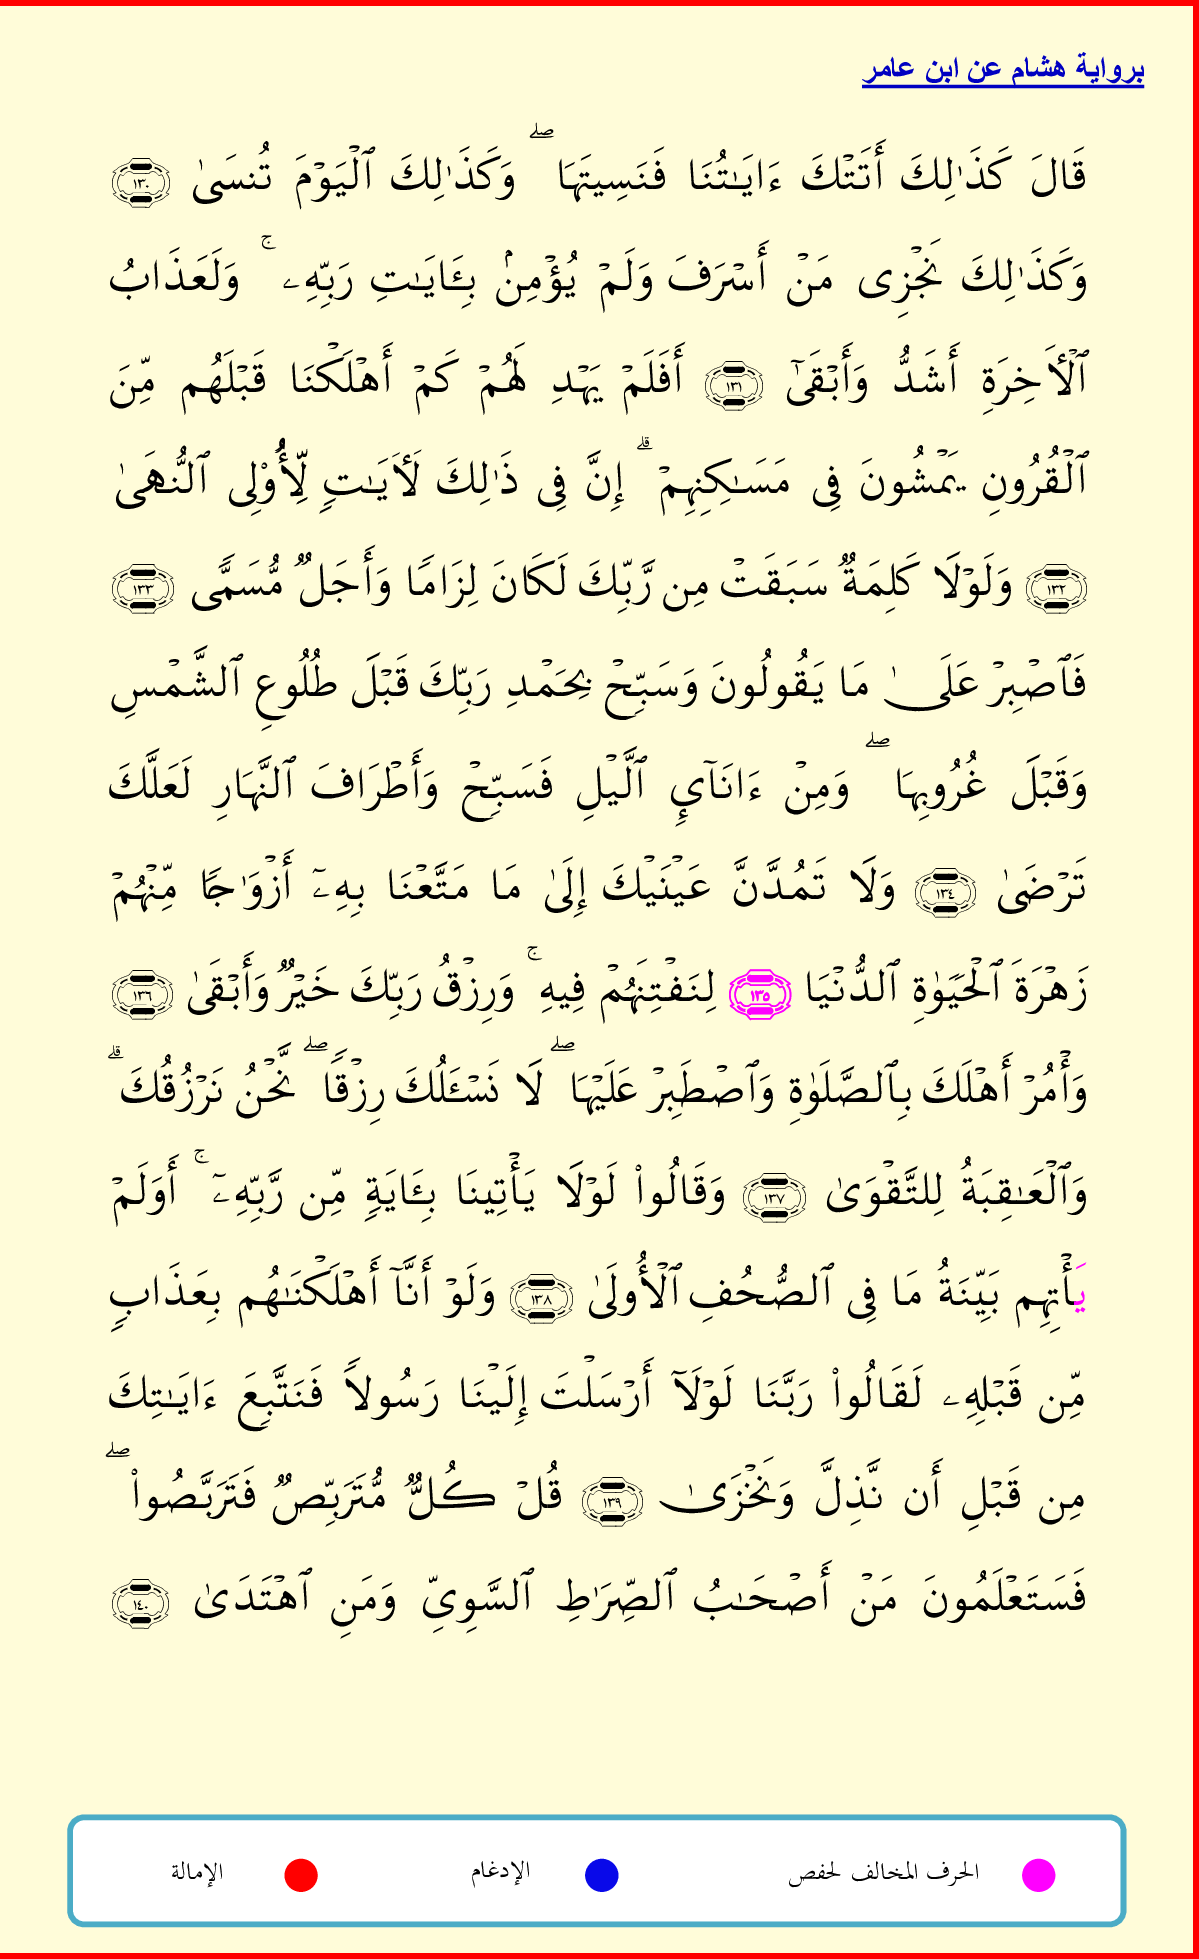 برواية هشام عن ابن عامر
قَالَ كَذَٰلِكَ أَتَتْكَ ءَايَـٰتُنَا فَنَسِيتَهَا ۖ وَكَذَٰلِكَ ٱلْيَوْمَ تُنسَىٰ ١٣٠
وَكَذَٰلِكَ نَجْزِى مَنْ أَسْرَفَ وَلَمْ يُؤْمِنۢ بِـَٔايَـٰتِ رَبِّهِۦ ۚ وَلَعَذَابُ
ٱلْـَٔاخِرَةِ أَشَدُّ وَأَبْقَىٰٓ ١٣١ أَفَلَمْ يَهْدِ لَهُمْ كَمْ أَهْلَكْنَا قَبْلَهُم مِّنَ
ٱلْقُرُونِ يَمْشُونَ فِى مَسَـٰكِنِهِمْ ۗ إِنَّ فِى ذَٰلِكَ لَـَٔايَـٰتٍ لِّأُو۟لِى ٱلنُّهَىٰ
١٣٢ وَلَوْلَا كَلِمَةٌ سَبَقَتْ مِن رَّبِّكَ لَكَانَ لِزَامًا وَأَجَلٌ مُّسَمًّى ١٣٣
فَٱصْبِرْ عَلَىٰ مَا يَقُولُونَ وَسَبِّحْ بِحَمْدِ رَبِّكَ قَبْلَ طُلُوعِ ٱلشَّمْسِ
وَقَبْلَ غُرُوبِهَا ۖ وَمِنْ ءَانَآئِ ٱلَّيْلِ فَسَبِّحْ وَأَطْرَافَ ٱلنَّهَارِ لَعَلَّكَ
تَرْضَىٰ ١٣٤ وَلَا تَمُدَّنَّ عَيْنَيْكَ إِلَىٰ مَا مَتَّعْنَا بِهِۦٓ أَزْوَٰجًا مِّنْهُمْ
زَهْرَةَ ٱلْحَيَوٰةِ ٱلدُّنْيَا ١٣٥ لِنَفْتِنَهُمْ فِيهِ ۚ وَرِزْقُ رَبِّكَ خَيْرٌ وَأَبْقَىٰ ١٣٦
وَأْمُرْ أَهْلَكَ بِٱلصَّلَوٰةِ وَٱصْطَبِرْ عَلَيْهَا ۖ لَا نَسْـَٔلُكَ رِزْقًا ۖ نَّحْنُ نَرْزُقُكَ ۗ
وَٱلْعَـٰقِبَةُ لِلتَّقْوَىٰ ١٣٧ وَقَالُوا۟ لَوْلَا يَأْتِينَا بِـَٔايَةٍ مِّن رَّبِّهِۦٓ ۚ أَوَلَمْ
يَأْتِهِم بَيِّنَةُ مَا فِى ٱلصُّحُفِ ٱلْأُولَىٰ ١٣٨ وَلَوْ أَنَّآ أَهْلَكْنَـٰهُم بِعَذَابٍ
مِّن قَبْلِهِۦ لَقَالُوا۟ رَبَّنَا لَوْلَآ أَرْسَلْتَ إِلَيْنَا رَسُولًا فَنَتَّبِعَ ءَايَـٰتِكَ
مِن قَبْلِ أَن نَّذِلَّ وَنَخْزَىٰ ١٣٩ قُلْ كُلٌّ مُّتَرَبِّصٌ فَتَرَبَّصُوا۟ ۖ
فَسَتَعْلَمُونَ مَنْ أَصْحَـٰبُ ٱلصِّرَٰطِ ٱلسَّوِىِّ وَمَنِ ٱهْتَدَىٰ ١٤٠
الحرف المخالف لحفص الإدغام الإمالة